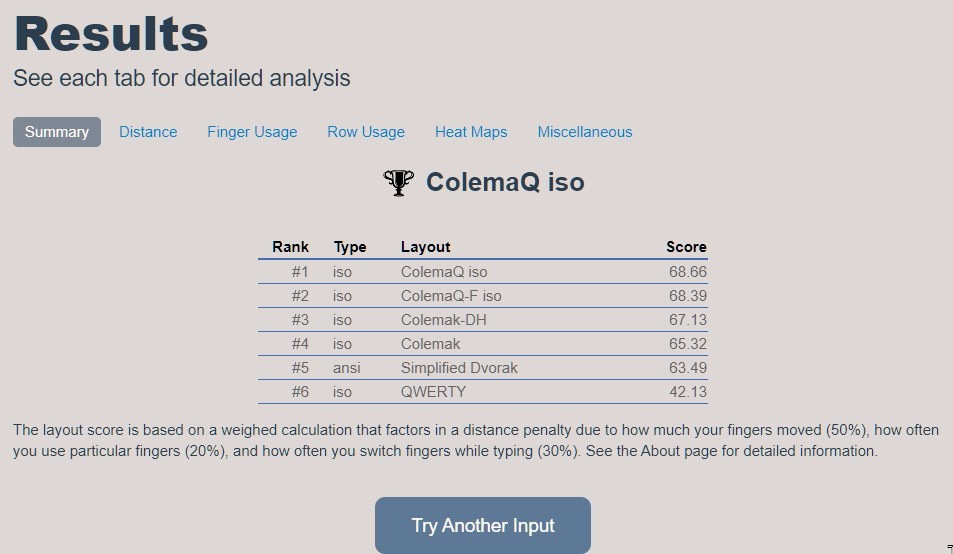 Results
See each tab for detailed analysis
Summary Distance Finger Usage Row Usage Heat Maps Miscellaneous
ColemaQ iso
Rank Type Layout Score
#1 iso ColemaQ iso 68.66
#2 iso ColemaQ-F iso 68.39
#3 iso Colemak-DH 67.13
#4 iso Colemak 65.32
#5 ansi Simplified Dvorak 63.49
#6 iso QWERTY 42.13
The layout score is based on a weighed calculation that factors in a distance penalty due to how much your fingers moved (50%), how often
you use particular fingers (20%), and how often you switch fingers while typing (30%). See the About page for detailed information.
Try Another Input